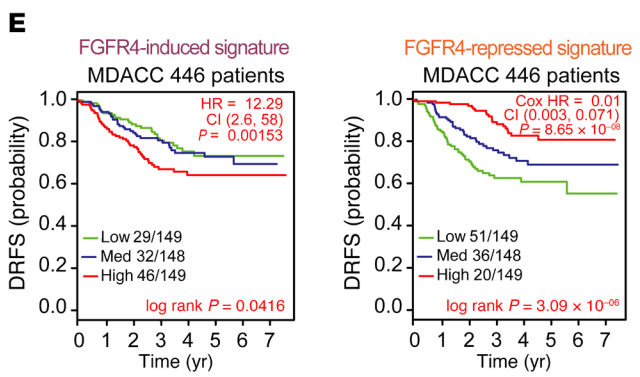 E
FGFR4-induced signature
MDACC 446 patients
HR = 12.29
CI (2.6, 58)
P = 0.00153
DRFS (probability)
1.0
0.8
0.6
0.4
0.2
0.0
Low 29/149
Med 32/148
High 46/149
log rank P = 0.0416
0 1 2 3 4 5 6 7
Time (yr)
FGFR4-repressed signature
MDACC 446 patients
Cox HR = 0.01
CI (0.003, 0.071)
P = 8.65 × 10⁻⁰⁸
DRFS (probability)
1.0
0.8
0.6
0.4
0.2
0.0
Low 51/149
Med 36/148
High 20/149
log rank P = 3.09 × 10⁻⁰⁶
0 1 2 3 4 5 6 7
Time (yr)